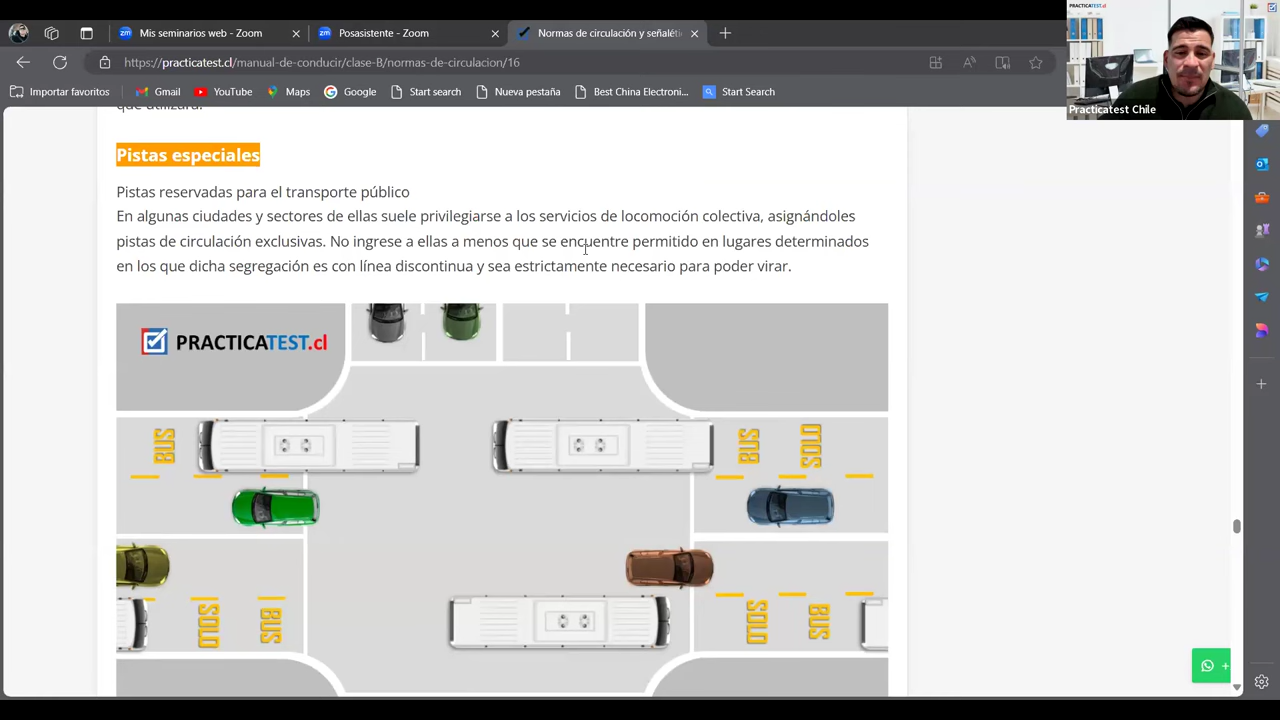 Mis seminarios web - Zoom
Posasistente - Zoom
Normas de circulación y señaléti
https://practicatest.cl/manual-de-conducir/clase-B/normas-de-circulacion/16
Importar favoritos
Gmail
YouTube
Maps
Google
Start search
Nueva pestaña
Best China Electroni...
Start Search
PRACTICATEST.cl
Practicatest Chile
que utilizará.
Pistas especiales
Pistas reservadas para el transporte público
En algunas ciudades y sectores de ellas suele privilegiarse a los servicios de locomoción colectiva, asignándoles
pistas de circulación exclusivas. No ingrese a ellas a menos que se encuentre permitido en lugares determinados
en los que dicha segregación es con línea discontinua y sea estrictamente necesario para poder virar.
PRACTICATEST.cl
BUS
BUS
SOLO
SOLO
BUS
SOLO
BUS